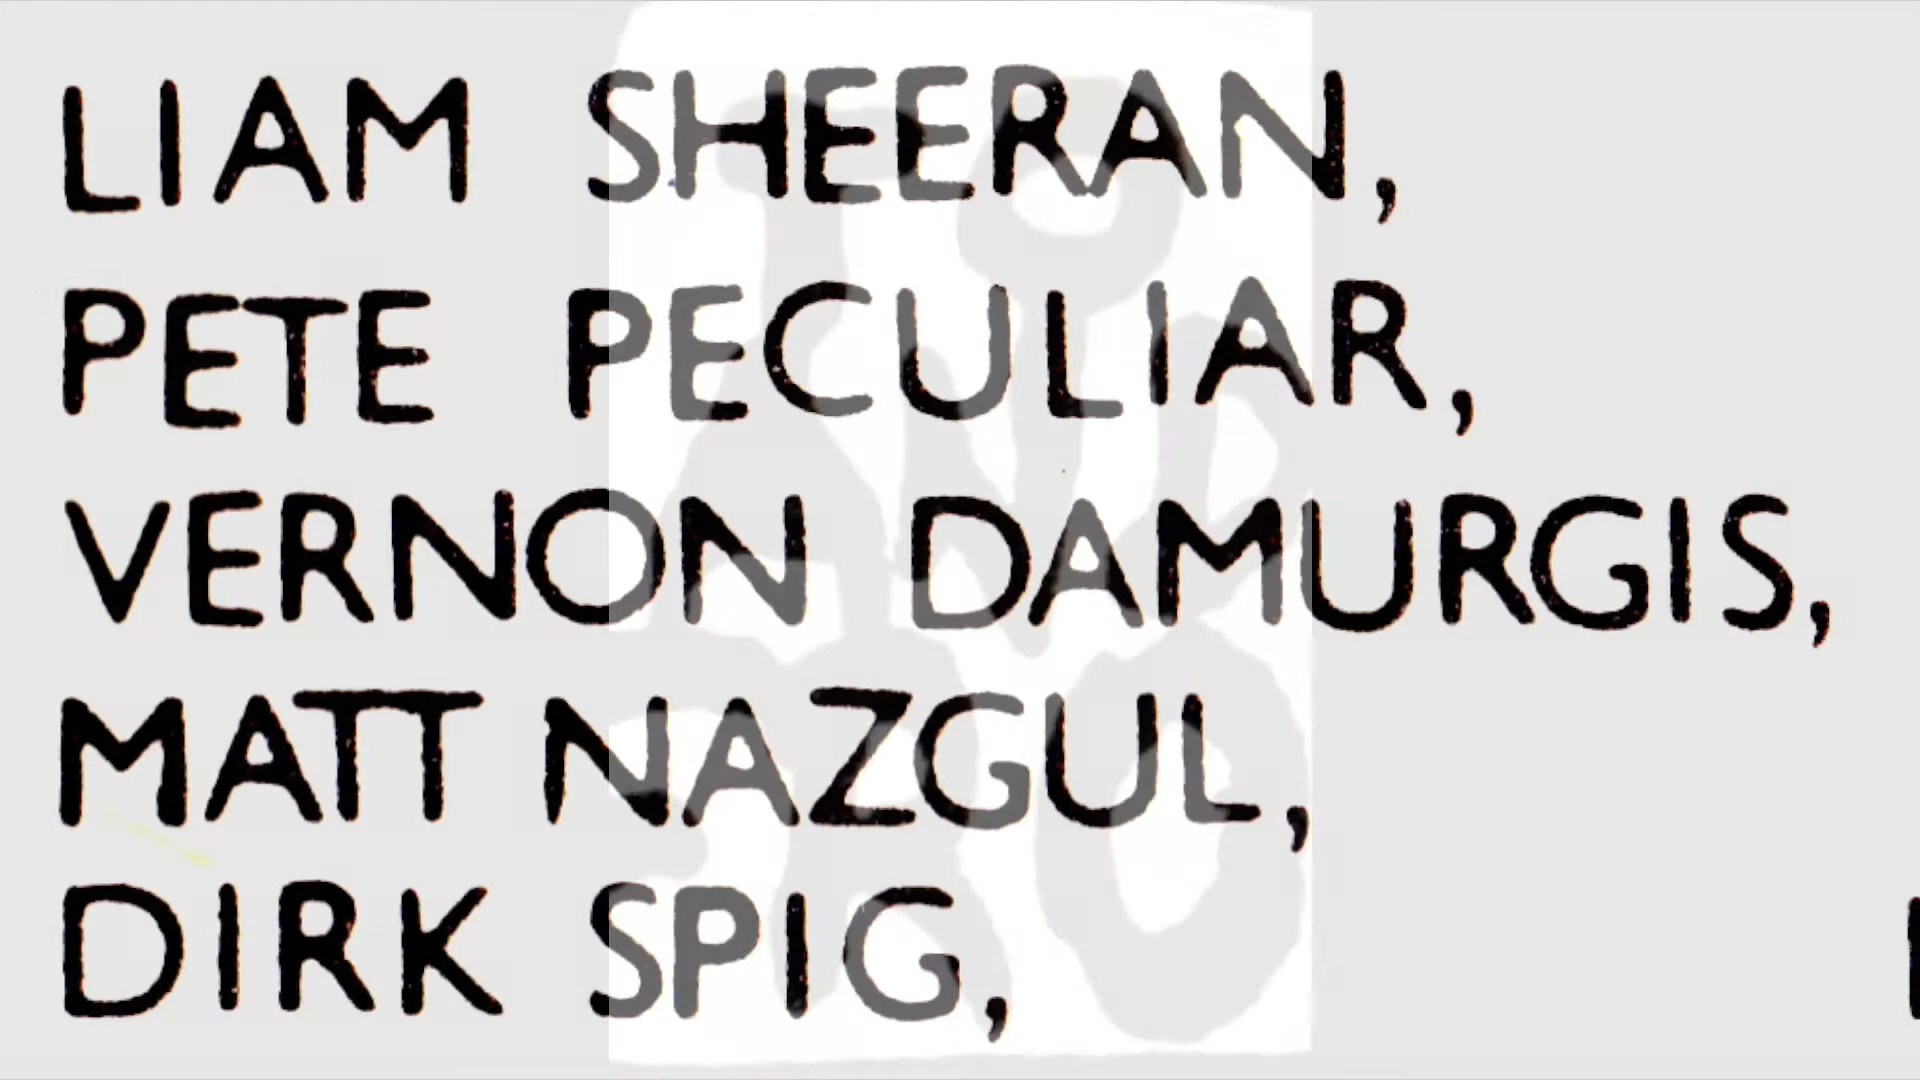 LIAM SHEERAN,
PETE PECULIAR,
VERNON DAMURGIS,
MATT NAZGUL,
DIRK SPIG,